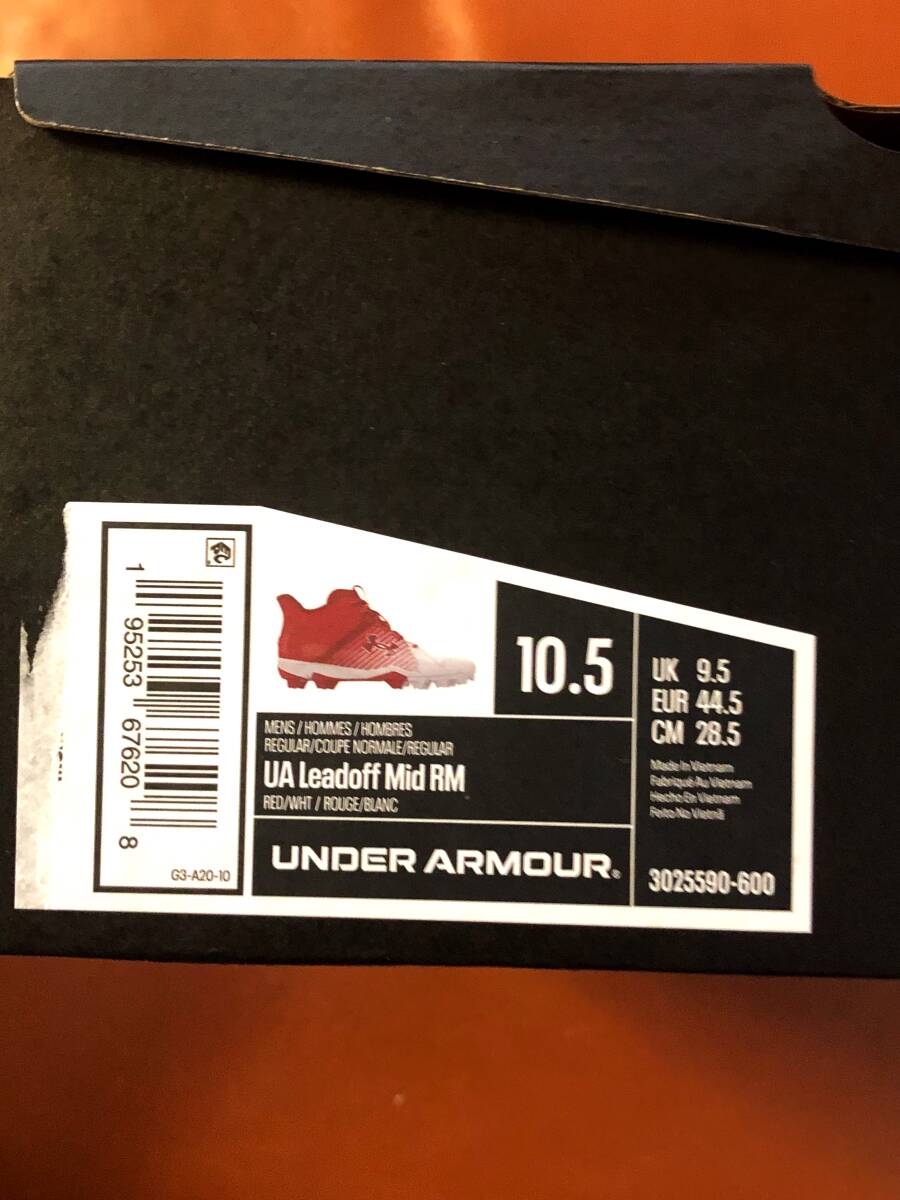 1 95253 67620 8
G3-A20-10
10.5
UK 9.5
EUR 44.5
CM 28.5
Made In Vietnam
Fabriqué Au Vietnam
Hecho En Vietnam
Feito No Vietnã
3025590-600
MENS / HOMMES / HOMBRES
REGULAR/COUPE NORMALE/REGULAR
UA Leadoff Mid RM
RED/WHT / ROUGE/BLANC
UNDER ARMOUR®